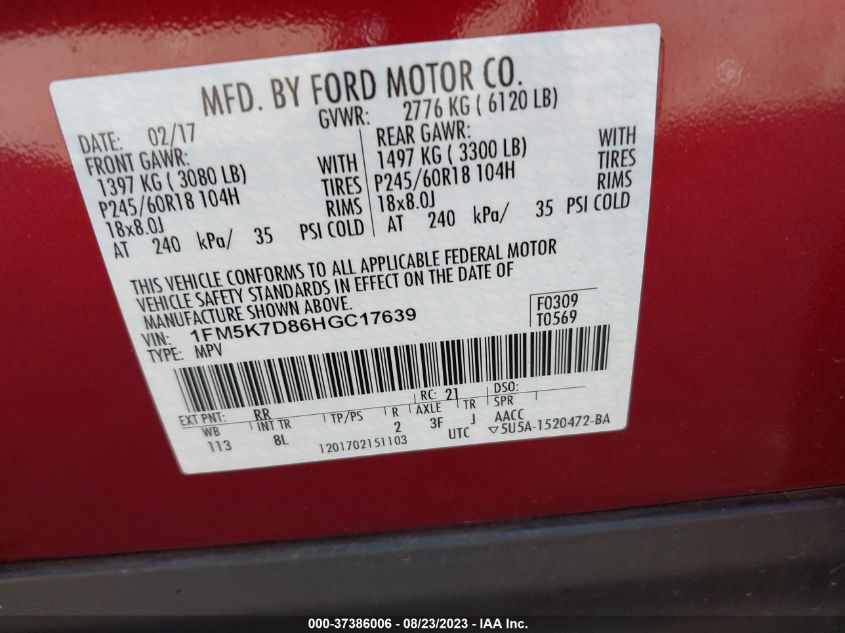 MFD. BY FORD MOTOR CO.
DATE: 02/17 GVWR: 2776 KG ( 6120 LB)
FRONT GAWR: REAR GAWR:
1397 KG ( 3080 LB) WITH 1497 KG ( 3300 LB) WITH
P245/60R18 104H TIRES P245/60R18 104H TIRES
18x8.0J RIMS 18x8.0J RIMS
AT 240 kPa/ 35 PSI COLD AT 240 kPa/ 35 PSI COLD
THIS VEHICLE CONFORMS TO ALL APPLICABLE FEDERAL MOTOR
VEHICLE SAFETY STANDARDS IN EFFECT ON THE DATE OF
MANUFACTURE SHOWN ABOVE.
VIN: 1FM5K7D86HGC17639 F0309
TYPE: MPV T0569
EXT PNT: RR RC: 21 DSO:
WB INT TR TP/PS R AXLE TR SPR
113 8L 2 3F J AACC
1201702151103 UTC ▽5U5A-1520472-BA
000-37386006 - 08/23/2023 - IAA Inc.